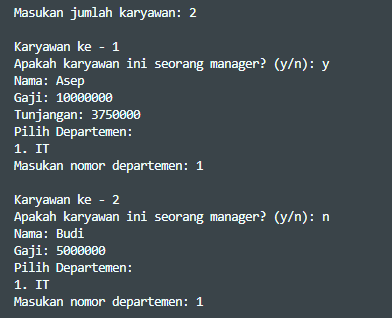 Masukan jumlah karyawan: 2
Karyawan ke - 1
Apakah karyawan ini seorang manager? (y/n): y
Nama: Asep
Gaji: 10000000
Tunjangan: 3750000
Pilih Departemen:
1. IT
Masukan nomor departemen: 1
Karyawan ke - 2
Apakah karyawan ini seorang manager? (y/n): n
Nama: Budi
Gaji: 5000000
Pilih Departemen:
1. IT
Masukan nomor departemen: 1